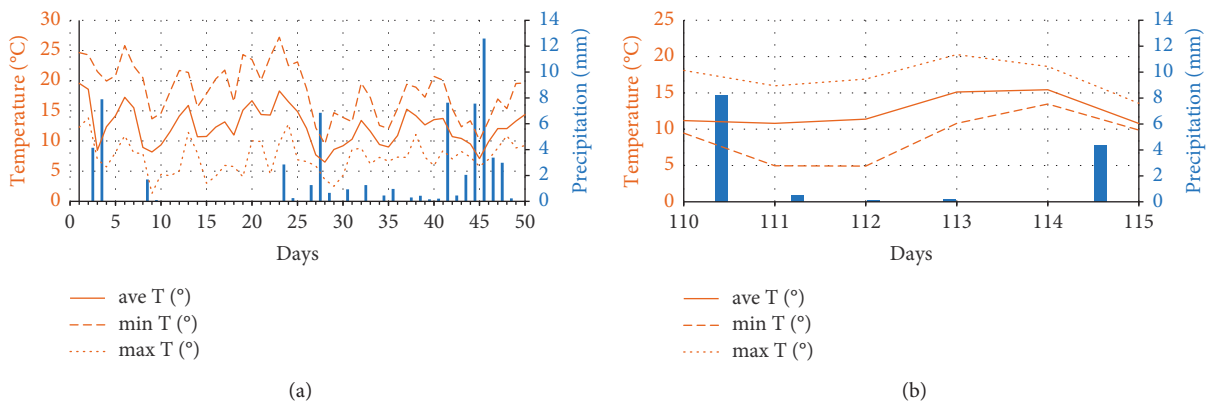 Temperature (°C)
30
25
20
15
10
5
0
0 5 10 15 20 25 30 35 40 45 50
Days
14
12
10
8
6
4
2
0
Precipitation (mm)
ave T (°)
min T (°)
max T (°)
(a)
Temperature (°C)
25
20
15
10
5
0
110 111 112 113 114 115
Days
14
12
10
8
6
4
2
0
Precipitation (mm)
ave T (°)
min T (°)
max T (°)
(b)